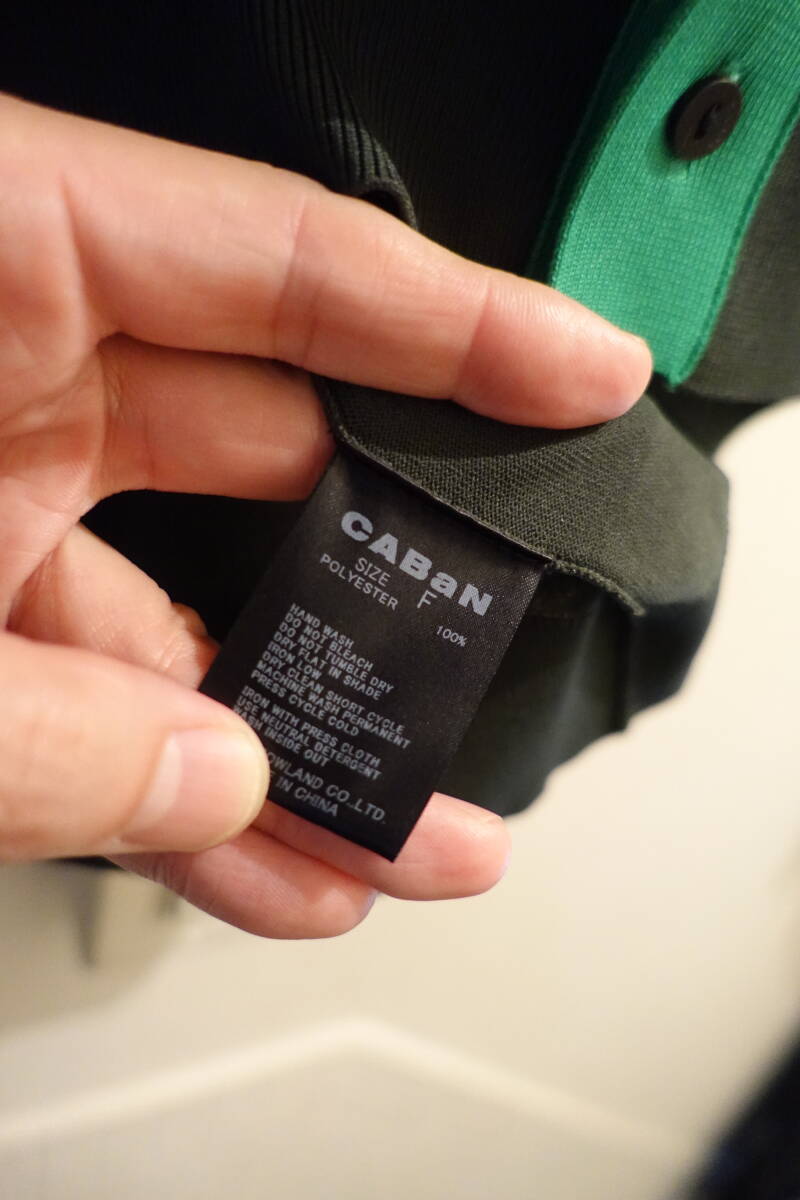 CABaN
SIZE F
POLYESTER 100%
HAND WASH
DO NOT BLEACH
DO NOT TUMBLE DRY
DRY FLAT IN SHADE
IRON LOW
DRY CLEAN SHORT CYCLE
MACHINE WASH PERMANENT
PRESS CYCLE COLD
IRON WITH PRESS CLOTH
USE NEUTRAL DETERGENT
INSIDE OUT
CO.,LTD.
IN CHINA